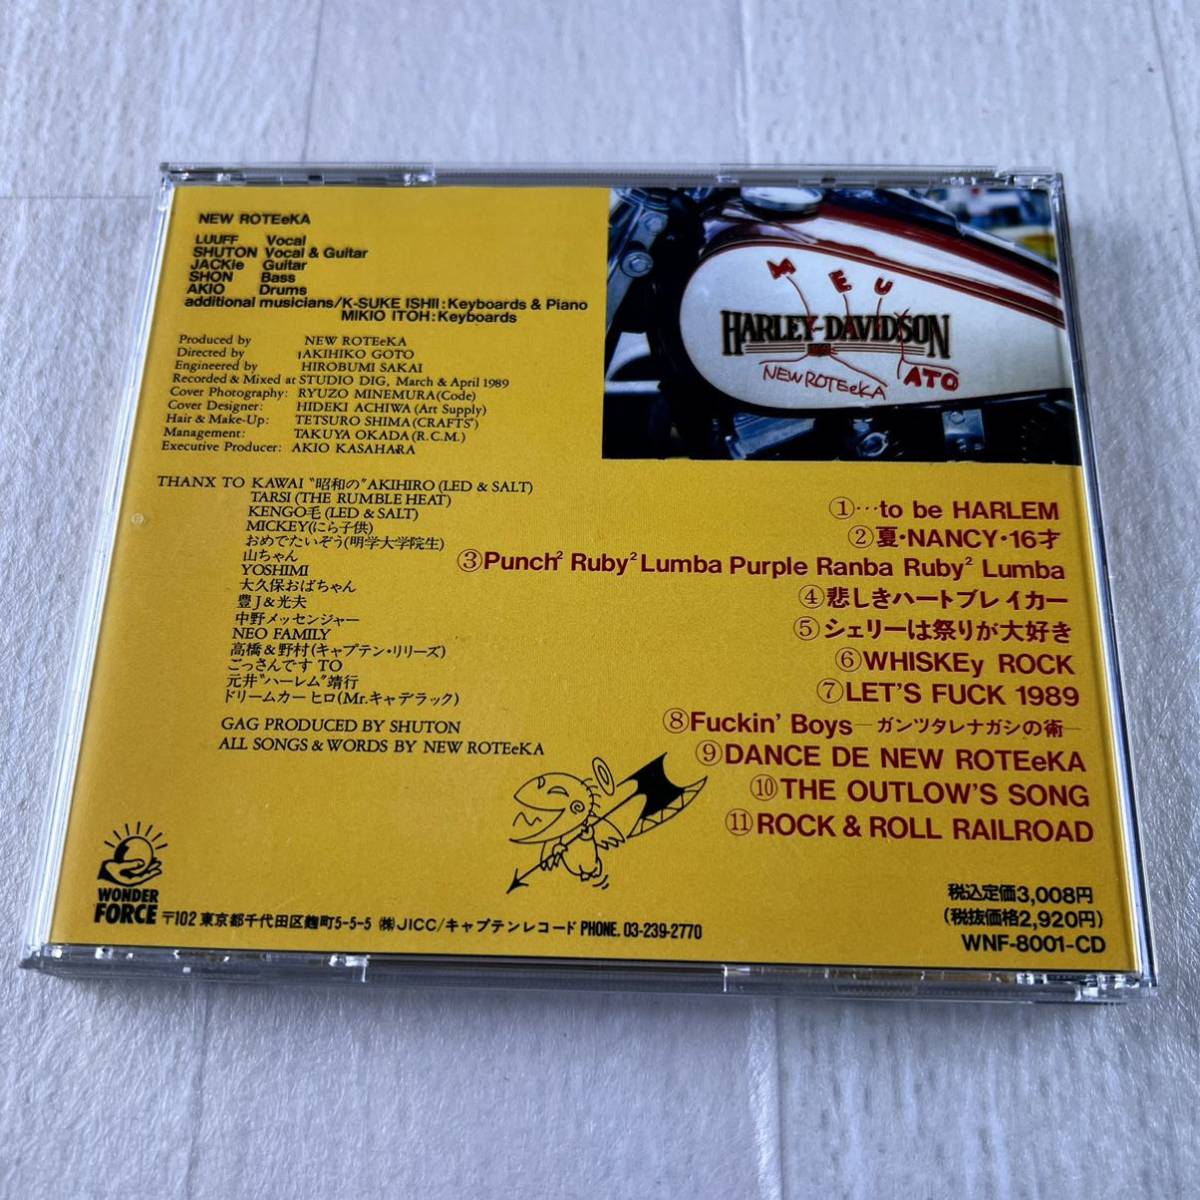 NEW ROTEeKA
LUUFF Vocal
SHUTON Vocal & Guitar
JACKIe Guitar
SHON Bass
AKIO Drums
additional musicians/K-SUKE ISHII:Keyboards & Piano
MIKIO ITOH:Keyboards
Produced by NEW ROTEeKA
Directed by AKIHIKO GOTO
Engineered by HIROBUMI SAKAI
Recorded & Mixed at STUDIO DIG, March & April 1989
Cover Photography: RYUZO MINEMURA(Code)
Cover Designer: HIDEKI ACHIWA (Art Supply)
Hair & Make-Up: TETSURO SHIMA(CRAFTS)
Management: TAKUYA OKADA(R.C.M.)
Executive Producer: AKIO KASAHARA
THANX TO KAWAI "昭和の"AKIHIRO(LED & SALT)
TARSI(THE RUMBLE HEAT)
KENGO毛(LED & SALT)
MICKEY(にら子供)
おめでたいぞう(明学大学院生)
山ちゃん
YOSHIMI
大久保おばちゃん
豊J&光夫
中野メッセンジャー
NEO FAMILY
高橋&野村(キャプテン・リリーズ)
ごっさんです TO
元井"ハーレム"靖行
ドリームカー ヒロ(Mr.キャデラック)
GAG PRODUCED BY SHUTON
ALL SONGS & WORDS BY NEW ROTEeKA
M E U
HARLEY-DAVIDSON
NEW ROTEeKA ATO
①…to be HARLEM
②夏・NANCY・16才
③Punch² Ruby² Lumba Purple Ranba Ruby² Lumba
④悲しきハートブレイカー
⑤シェリーは祭りが大好き
⑥WHISKEy ROCK
⑦LET'S FUCK 1989
⑧Fuckin' Boys—ガンツタレナガシの術—
⑨DANCE DE NEW ROTEeKA
⑩THE OUTLOW'S SONG
⑪ROCK & ROLL RAILROAD
WONDER
FORCE
〒102 東京都千代田区麹町5-5-5 ㈱JICC/キャプテンレコード PHONE. 03-239-2770
税込定価3,008円
(税抜価格2,920円)
WNF-8001-CD